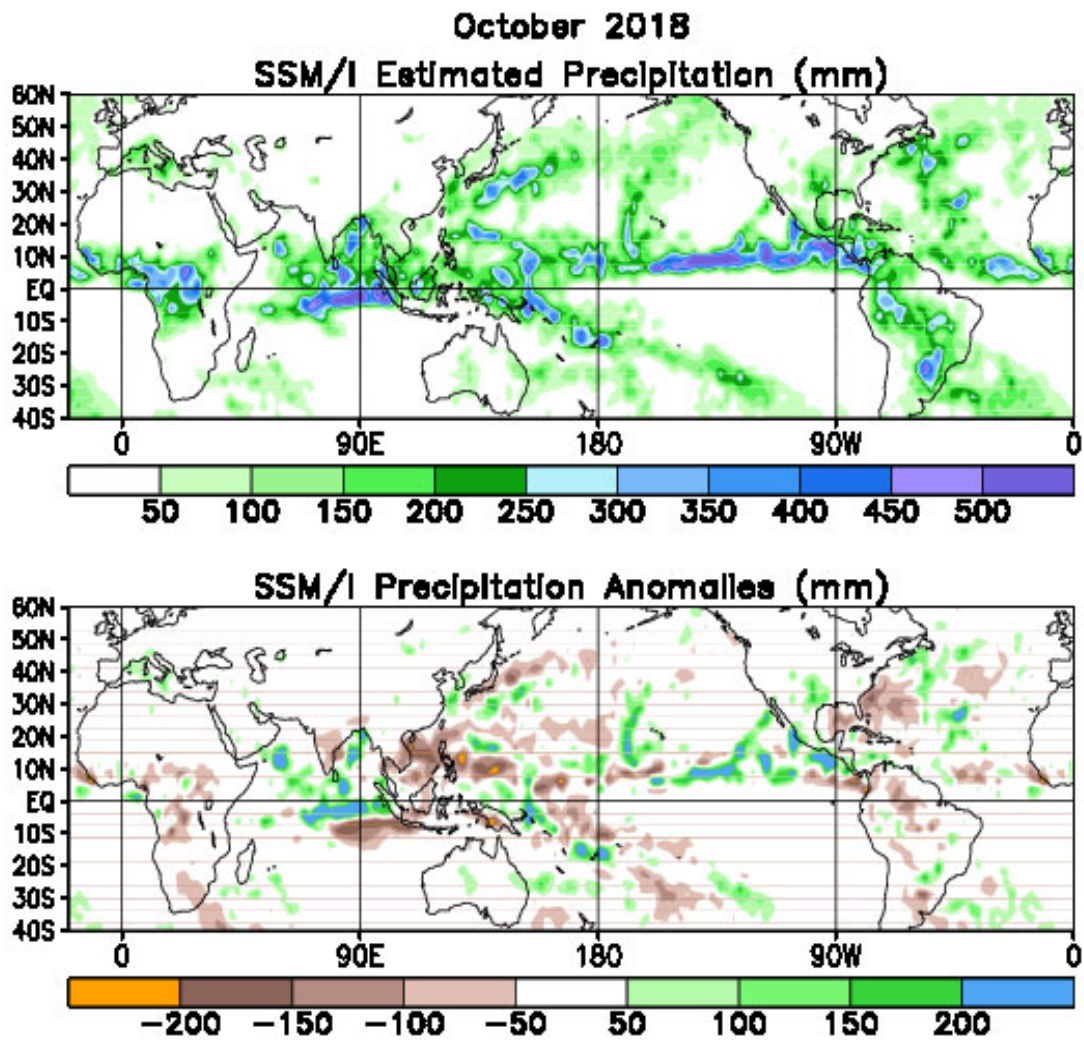 October 2018
SSM/I Estimated Precipitation (mm)
60N
50N
40N
30N
20N
10N
EQ
10S
20S
30S
40S
0 90E 180 90W 0
50 100 150 200 250 300 350 400 450 500
SSM/I Precipitation Anomalies (mm)
60N
50N
40N
30N
20N
10N
EQ
10S
20S
30S
40S
0 90E 180 90W 0
−200 −150 −100 −50 50 100 150 200